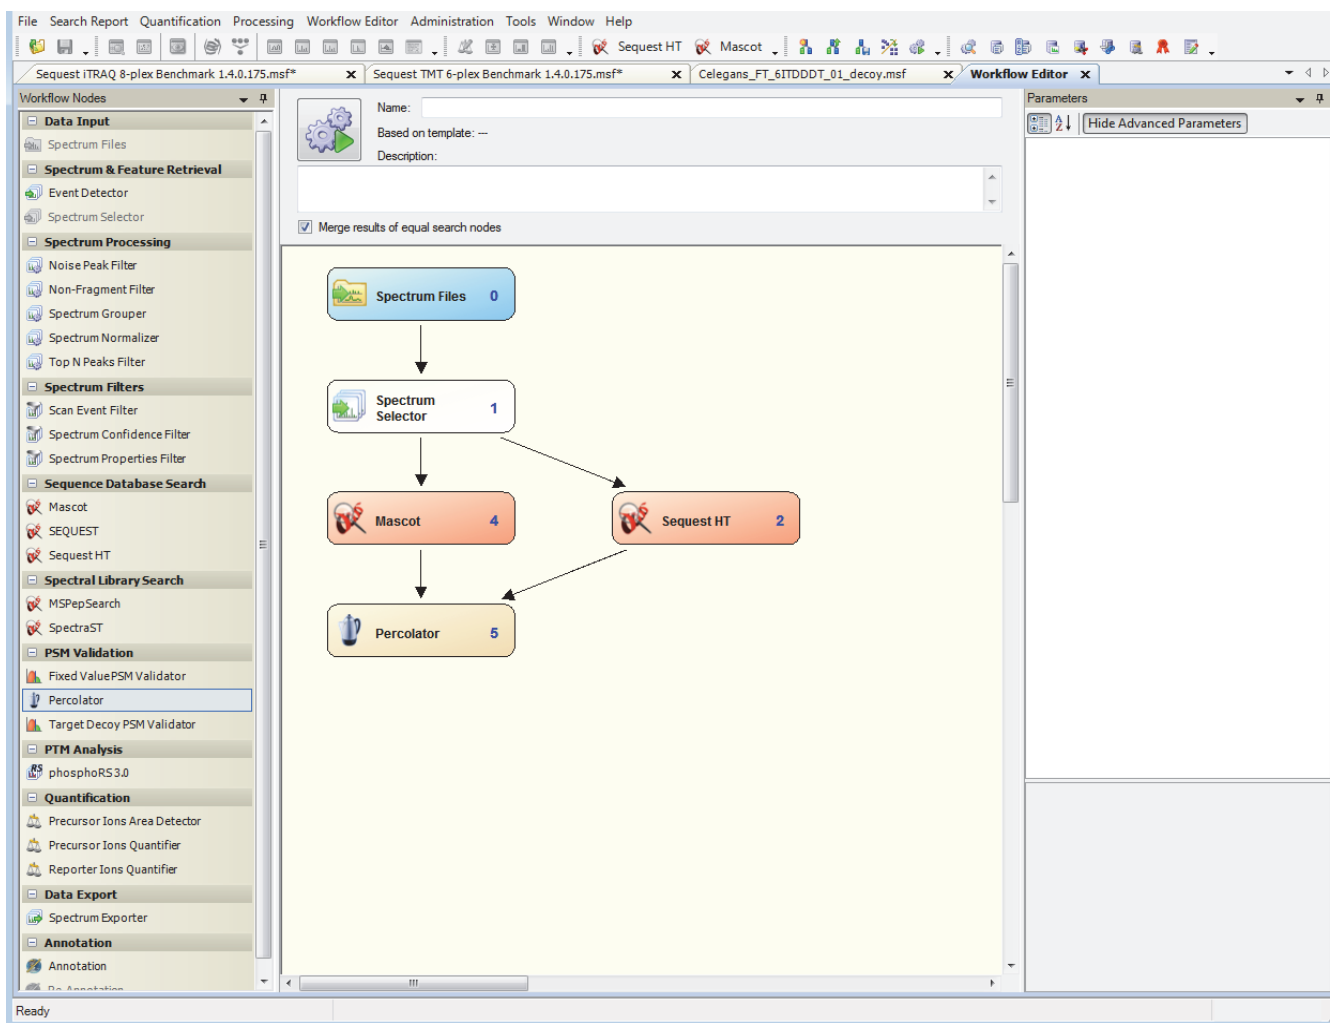 File Search Report Quantification Processing Workflow Editor Administration Tools Window Help
Sequest HT Mascot
Sequest iTRAQ 8-plex Benchmark 1.4.0.175.msf* x Sequest TMT 6-plex Benchmark 1.4.0.175.msf* x Celegans_FT_6ITDDDT_01_decoy.msf x Workflow Editor x
Workflow Nodes
Data Input
Spectrum Files
Spectrum & Feature Retrieval
Event Detector
Spectrum Selector
Spectrum Processing
Noise Peak Filter
Non-Fragment Filter
Spectrum Grouper
Spectrum Normalizer
Top N Peaks Filter
Spectrum Filters
Scan Event Filter
Spectrum Confidence Filter
Spectrum Properties Filter
Sequence Database Search
Mascot
SEQUEST
Sequest HT
Spectral Library Search
MSPepSearch
SpectraST
PSM Validation
Fixed Value PSM Validator
Percolator
Target Decoy PSM Validator
PTM Analysis
phosphoRS 3.0
Quantification
Precursor Ions Area Detector
Precursor Ions Quantifier
Reporter Ions Quantifier
Data Export
Spectrum Exporter
Annotation
Annotation
Name:
Based on template: ---
Description:
Merge results of equal search nodes
Spectrum Files 0
Spectrum
Selector 1
Mascot 4
Sequest HT 2
Percolator 5
Parameters
Hide Advanced Parameters
Ready